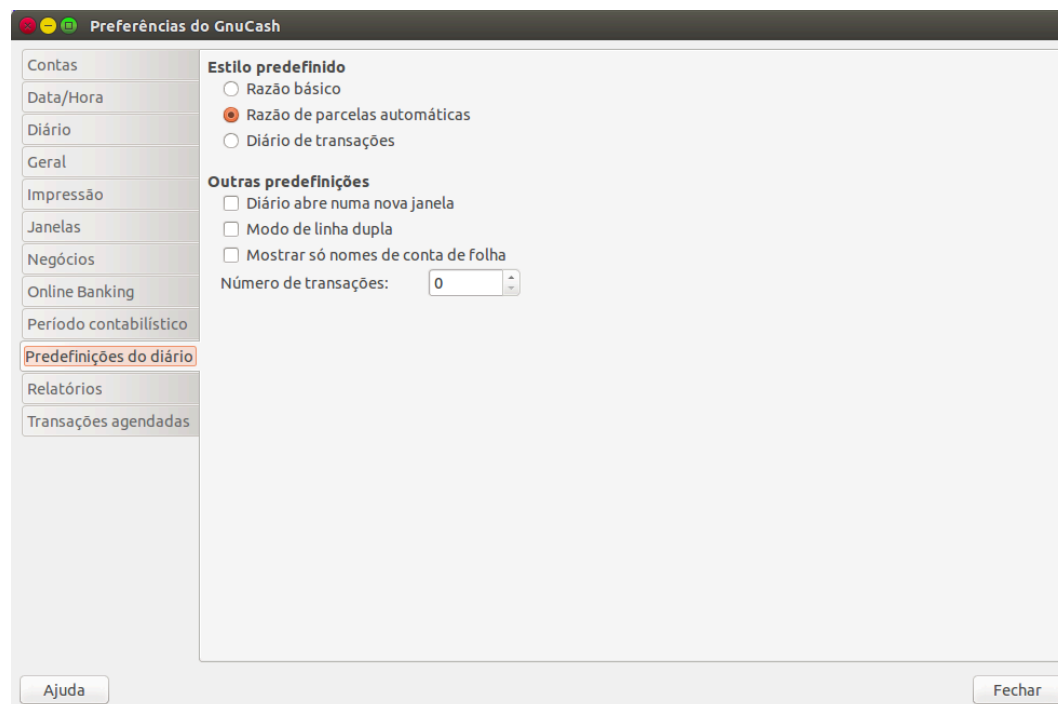 Preferências do GnuCash
Contas
Data/Hora
Diário
Geral
Impressão
Janelas
Negócios
Online Banking
Período contabilístico
Predefinições do diário
Relatórios
Transações agendadas
Estilo predefinido
Razão básico
Razão de parcelas automáticas
Diário de transações
Outras predefinições
Diário abre numa nova janela
Modo de linha dupla
Mostrar só nomes de conta de folha
Número de transações: 0
Ajuda
Fechar